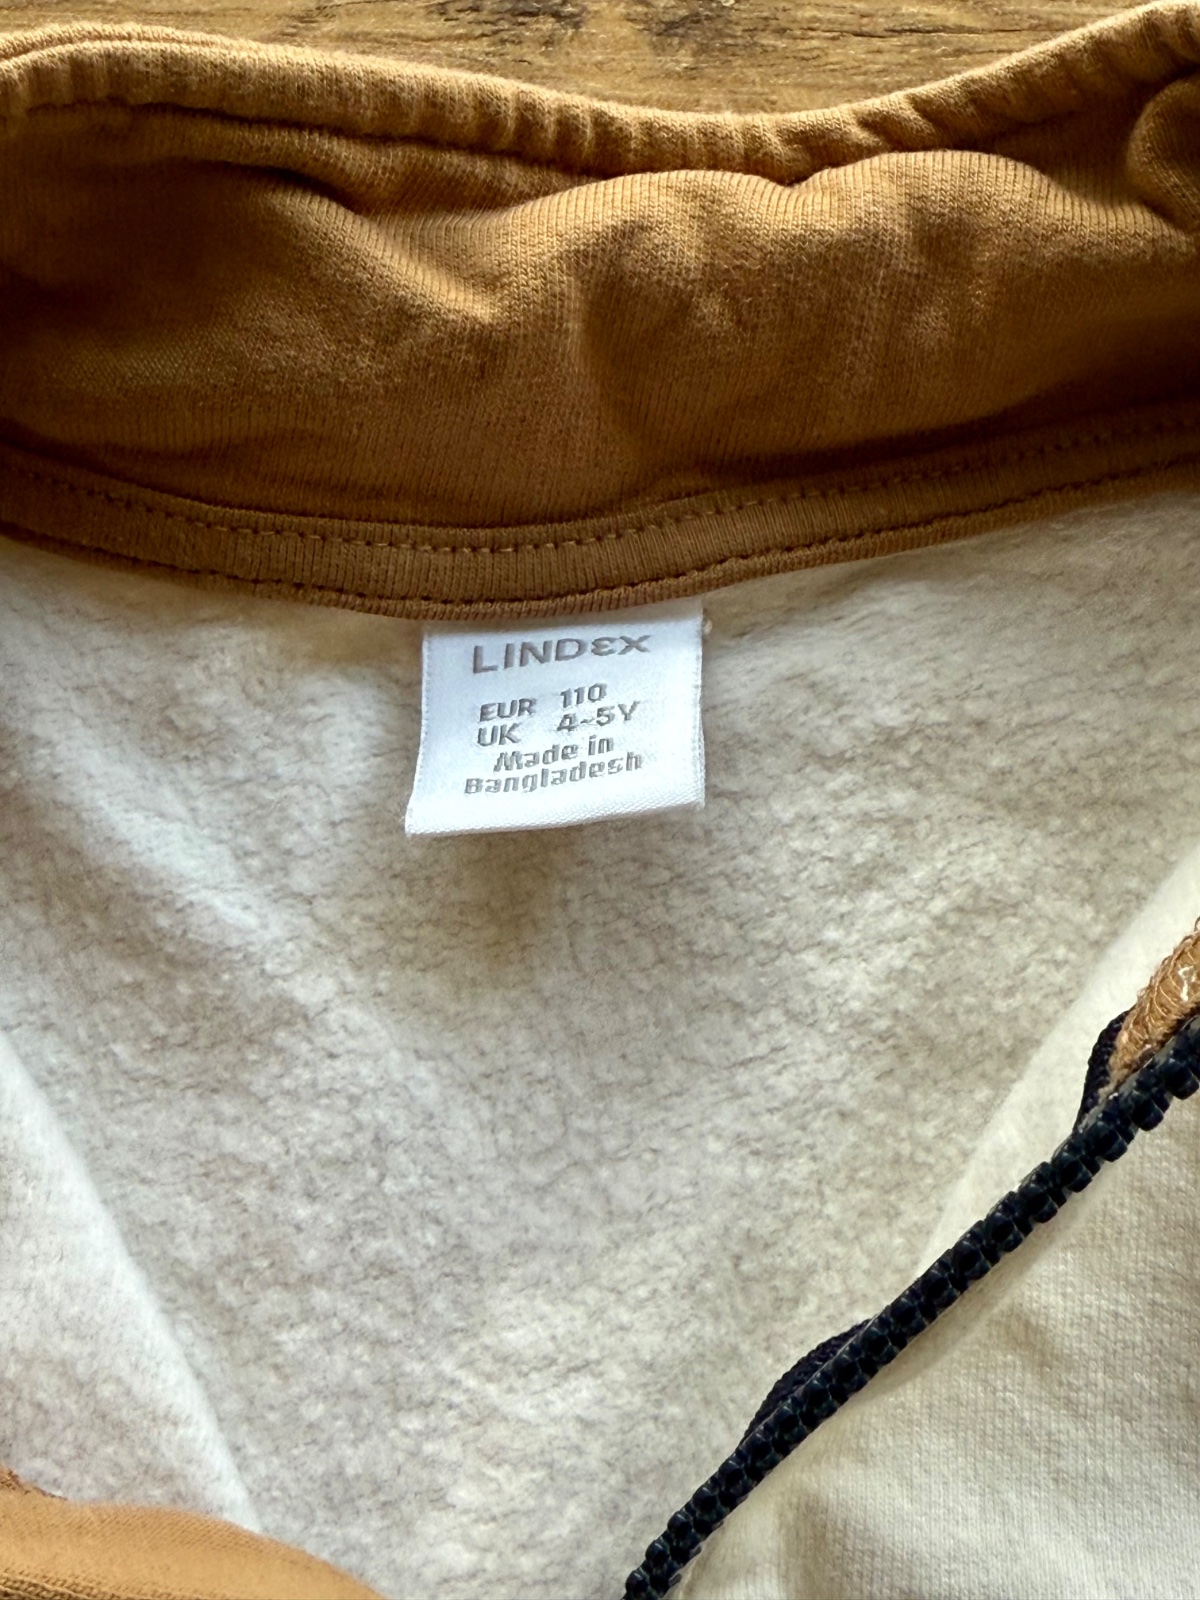 LINDEX
EUR 110
UK 4-5Y
Made in
Bangladesh